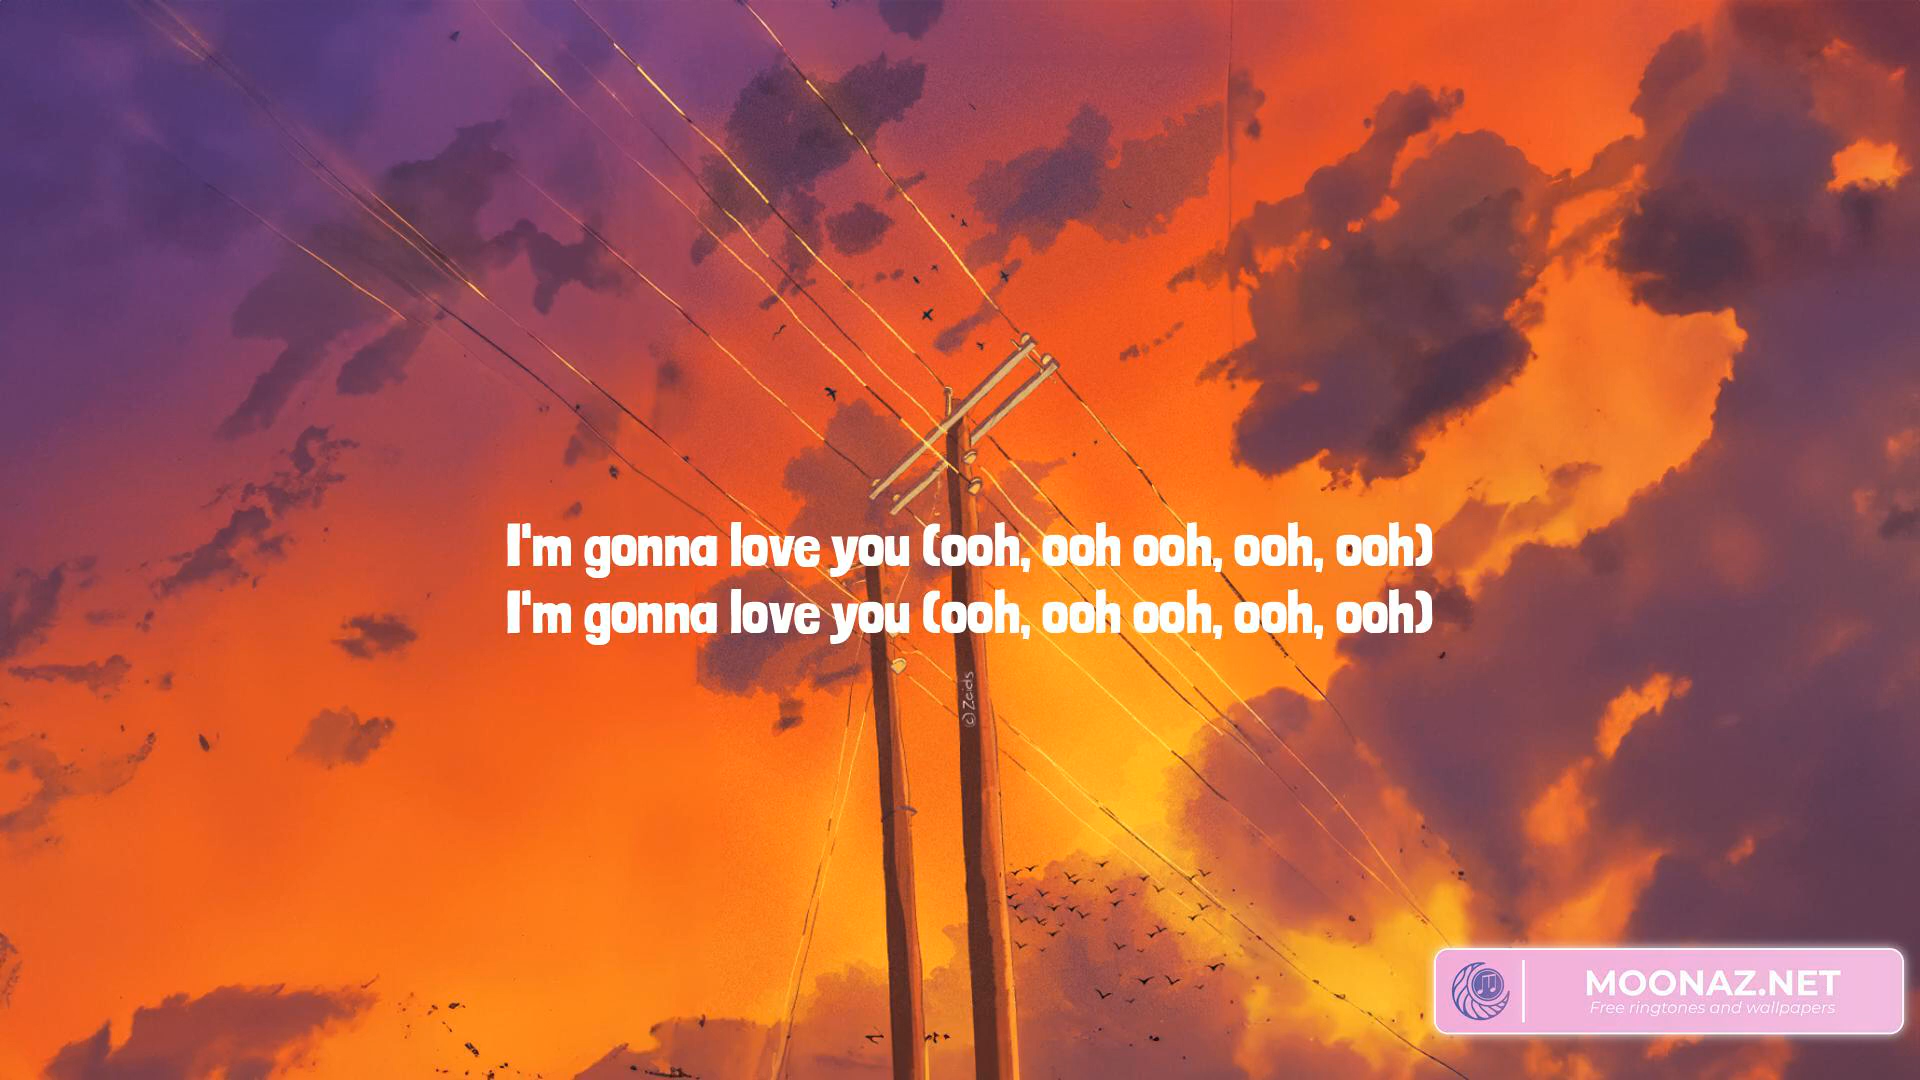 I'm gonna love you (ooh, ooh ooh, ooh, ooh)
I'm gonna love you (ooh, ooh ooh, ooh, ooh)
(c) Zaids
MOONAZ.NET
Free ringtones and wallpapers